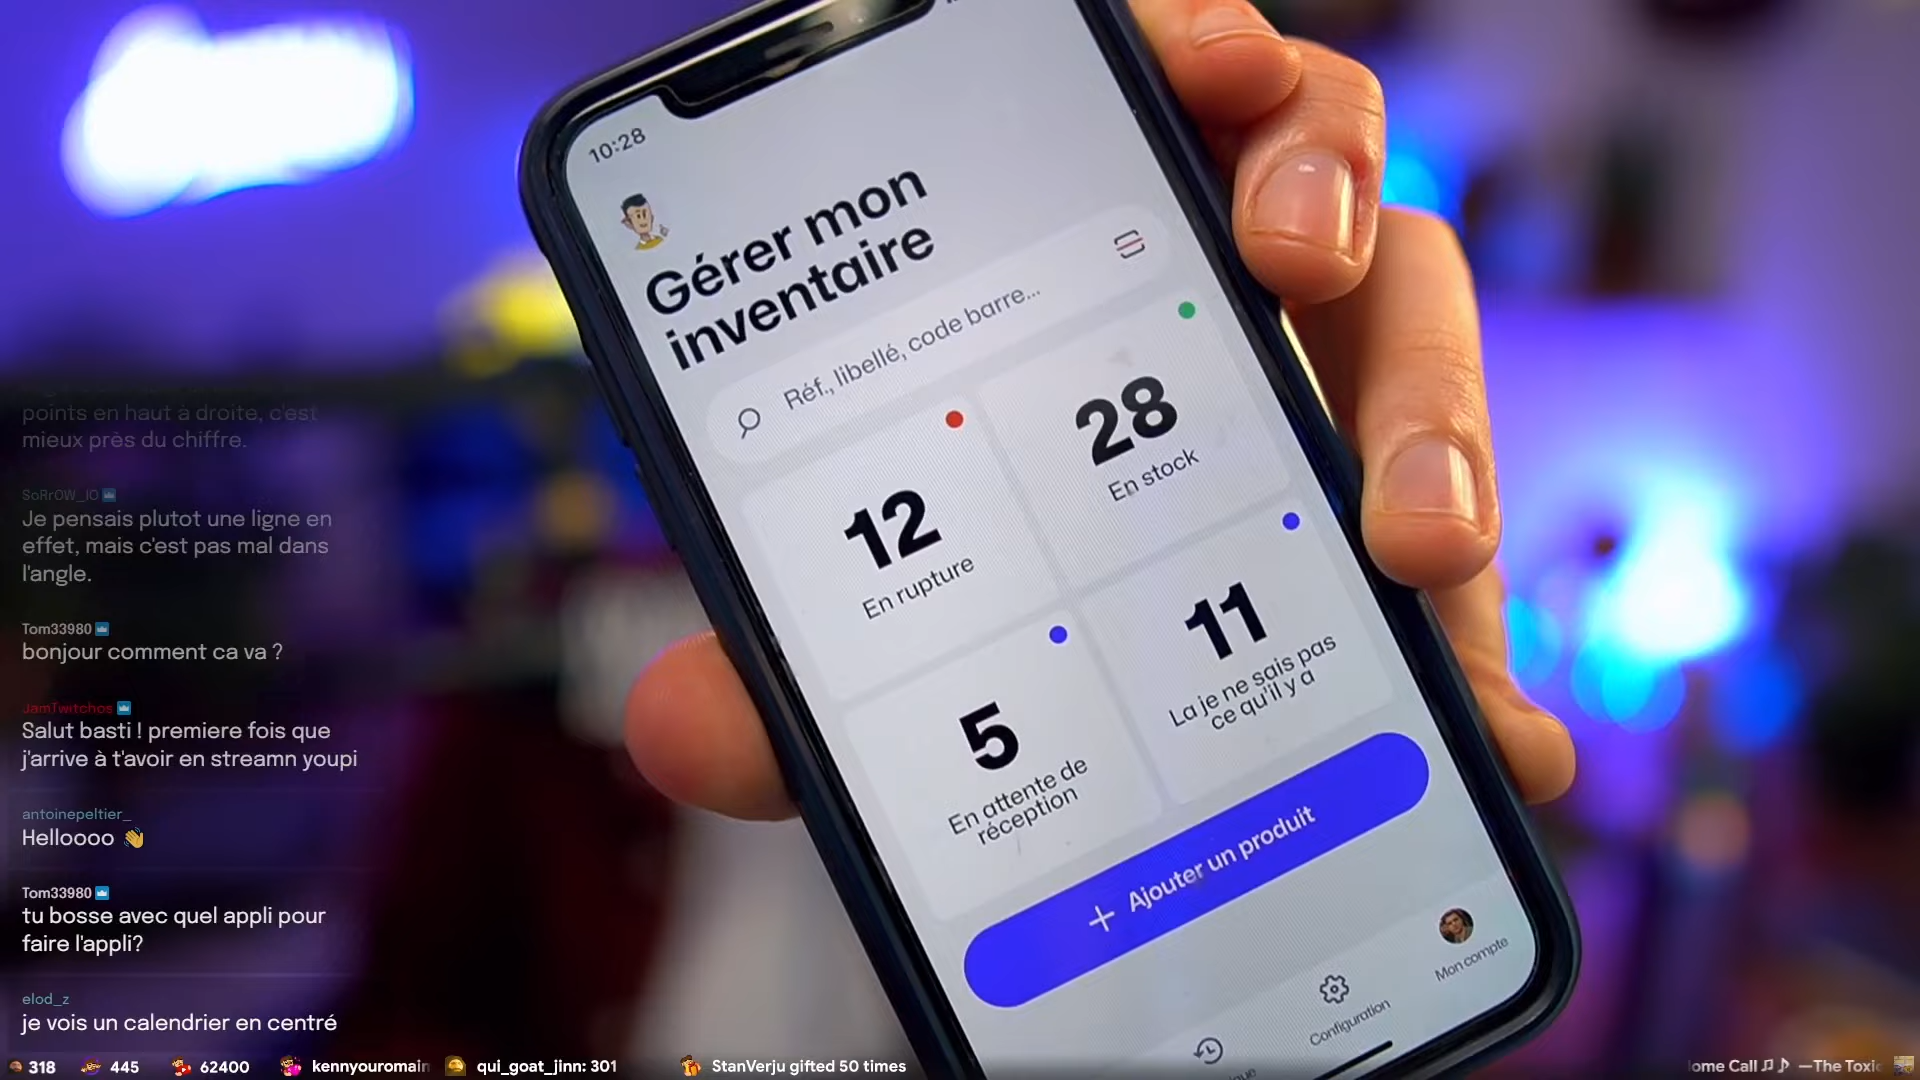 10:28
Gérer mon
inventaire
Réf., libellé, code barre...
12
En rupture
28
En stock
5
En attente de
réception
11
La je ne sais pas
ce qu'il y a
+ Ajouter un produit
Configuration
Mon compte
points en haut à droite, c'est
mieux près du chiffre.
SoRr0W_IO
Je pensais plutot une ligne en
effet, mais c'est pas mal dans
l'angle.
Tom33980
bonjour comment ca va ?
JamTwitchos
Salut basti ! premiere fois que
j'arrive à t'avoir en streamn youpi
antoinepeltier_
Helloooo 👋
Tom33980
tu bosse avec quel appli pour
faire l'appli?
elod_z
je vois un calendrier en centré
318 445 62400 kennyouromain qui_goat_jinn: 301 StanVerju gifted 50 times
Call ♫ ♪ —The